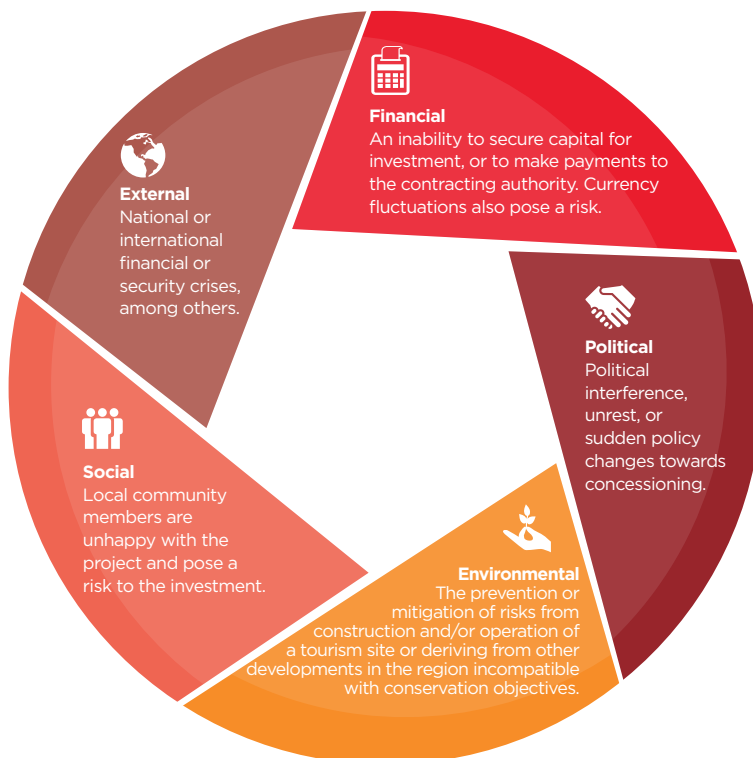 Financial
An inability to secure capital for
investment, or to make payments to
the contracting authority. Currency
fluctuations also pose a risk.
Political
Political
interference,
unrest, or
sudden policy
changes towards
concessioning.
Environmental
The prevention or
mitigation of risks from
construction and/or operation of
a tourism site or deriving from other
developments in the region incompatible
with conservation objectives.
Social
Local community
members are
unhappy with the
project and pose a
risk to the investment.
External
National or
international
financial or
security crises,
among others.